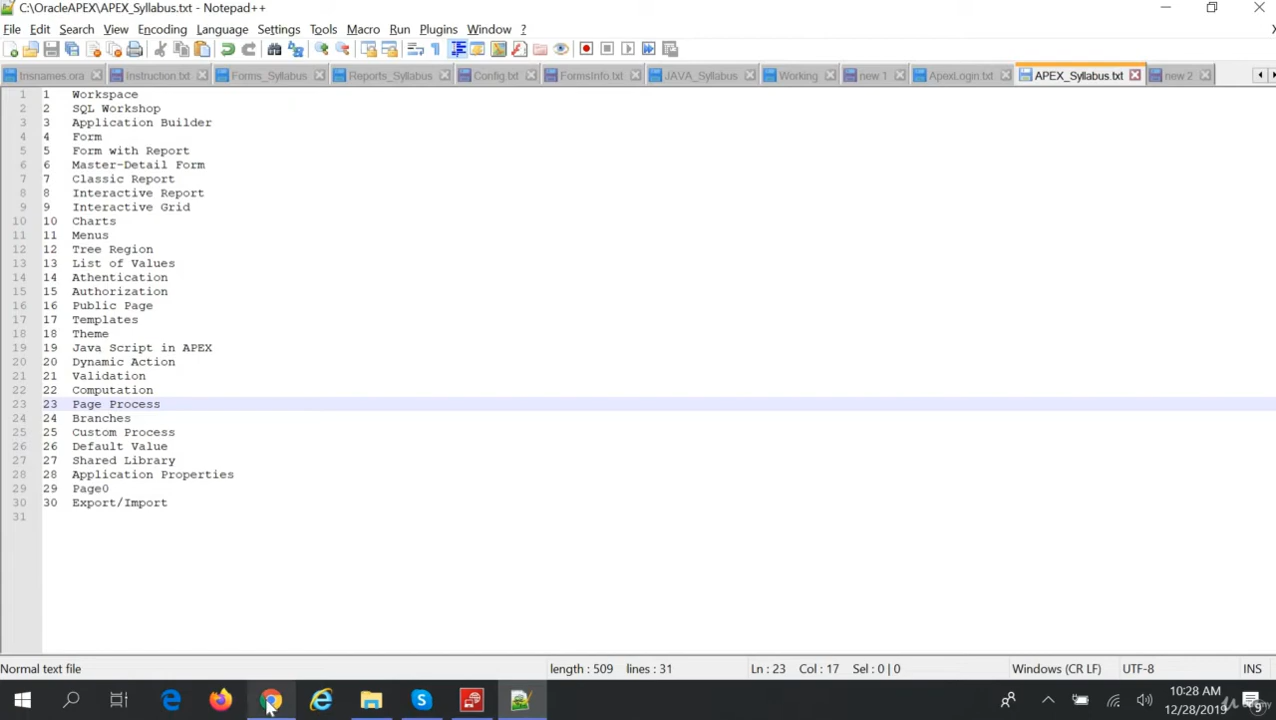 C:\OracleAPEX\APEX_Syllabus.txt - Notepad++
File Edit Search View Encoding Language Settings Tools Macro Run Plugins Window ?
tnsnames.ora Instruction.txt Forms_Syllabus Reports_Syllabus Config.txt FormsInfo.txt JAVA_Syllabus Working new 1 ApexLogin.txt APEX_Syllabus.txt new 2
1 1 Workspace
2 2 SQL Workshop
3 3 Application Builder
4 4 Form
5 5 Form with Report
6 6 Master-Detail Form
7 7 Classic Report
8 8 Interactive Report
9 9 Interactive Grid
10 10 Charts
11 11 Menus
12 12 Tree Region
13 13 List of Values
14 14 Athentication
15 15 Authorization
16 16 Public Page
17 17 Templates
18 18 Theme
19 19 Java Script in APEX
20 20 Dynamic Action
21 21 Validation
22 22 Computation
23 23 Page Process
24 24 Branches
25 25 Custom Process
26 26 Default Value
27 27 Shared Library
28 28 Application Properties
29 29 Page0
30 30 Export/Import
31
Normal text file length : 509 lines : 31 Ln : 23 Col : 17 Sel : 0 | 0 Windows (CR LF) UTF-8 INS
10:28 AM
12/28/2019